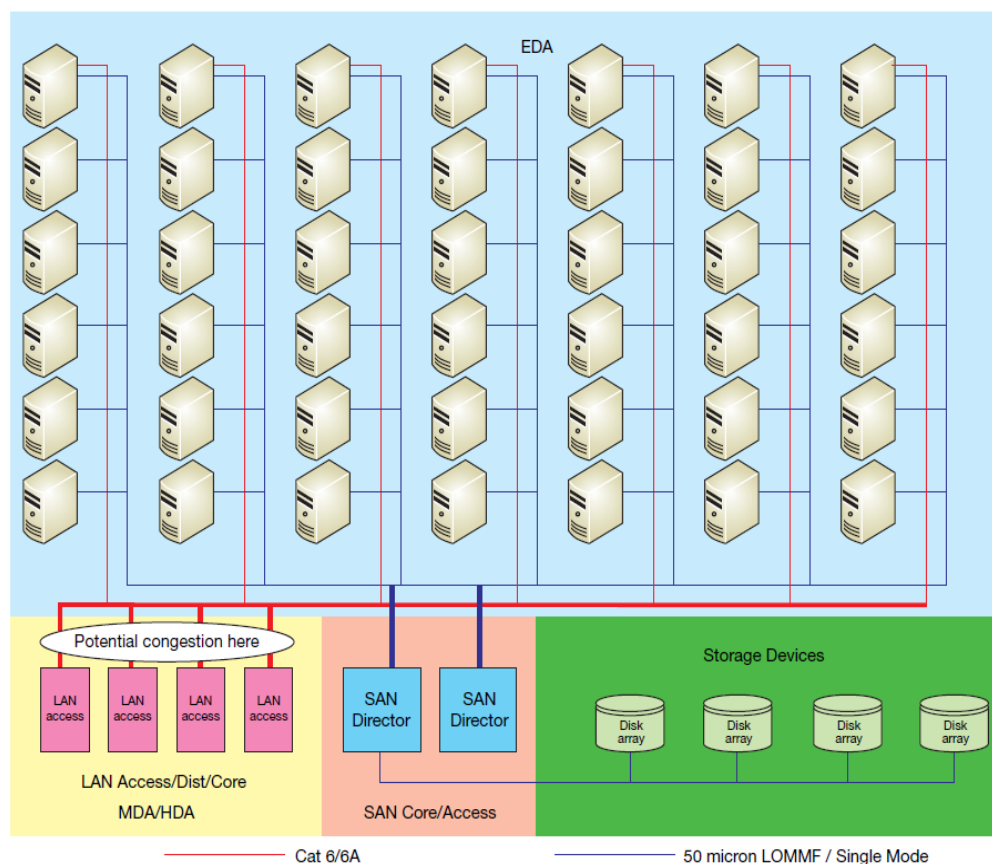 EDA
Potential congestion here
LAN
access
LAN
access
LAN
access
LAN
access
LAN Access/Dist/Core
MDA/HDA
SAN
Director
SAN
Director
SAN Core/Access
Storage Devices
Disk
array
Disk
array
Disk
array
Disk
array
Cat 6/6A
50 micron LOMMF / Single Mode